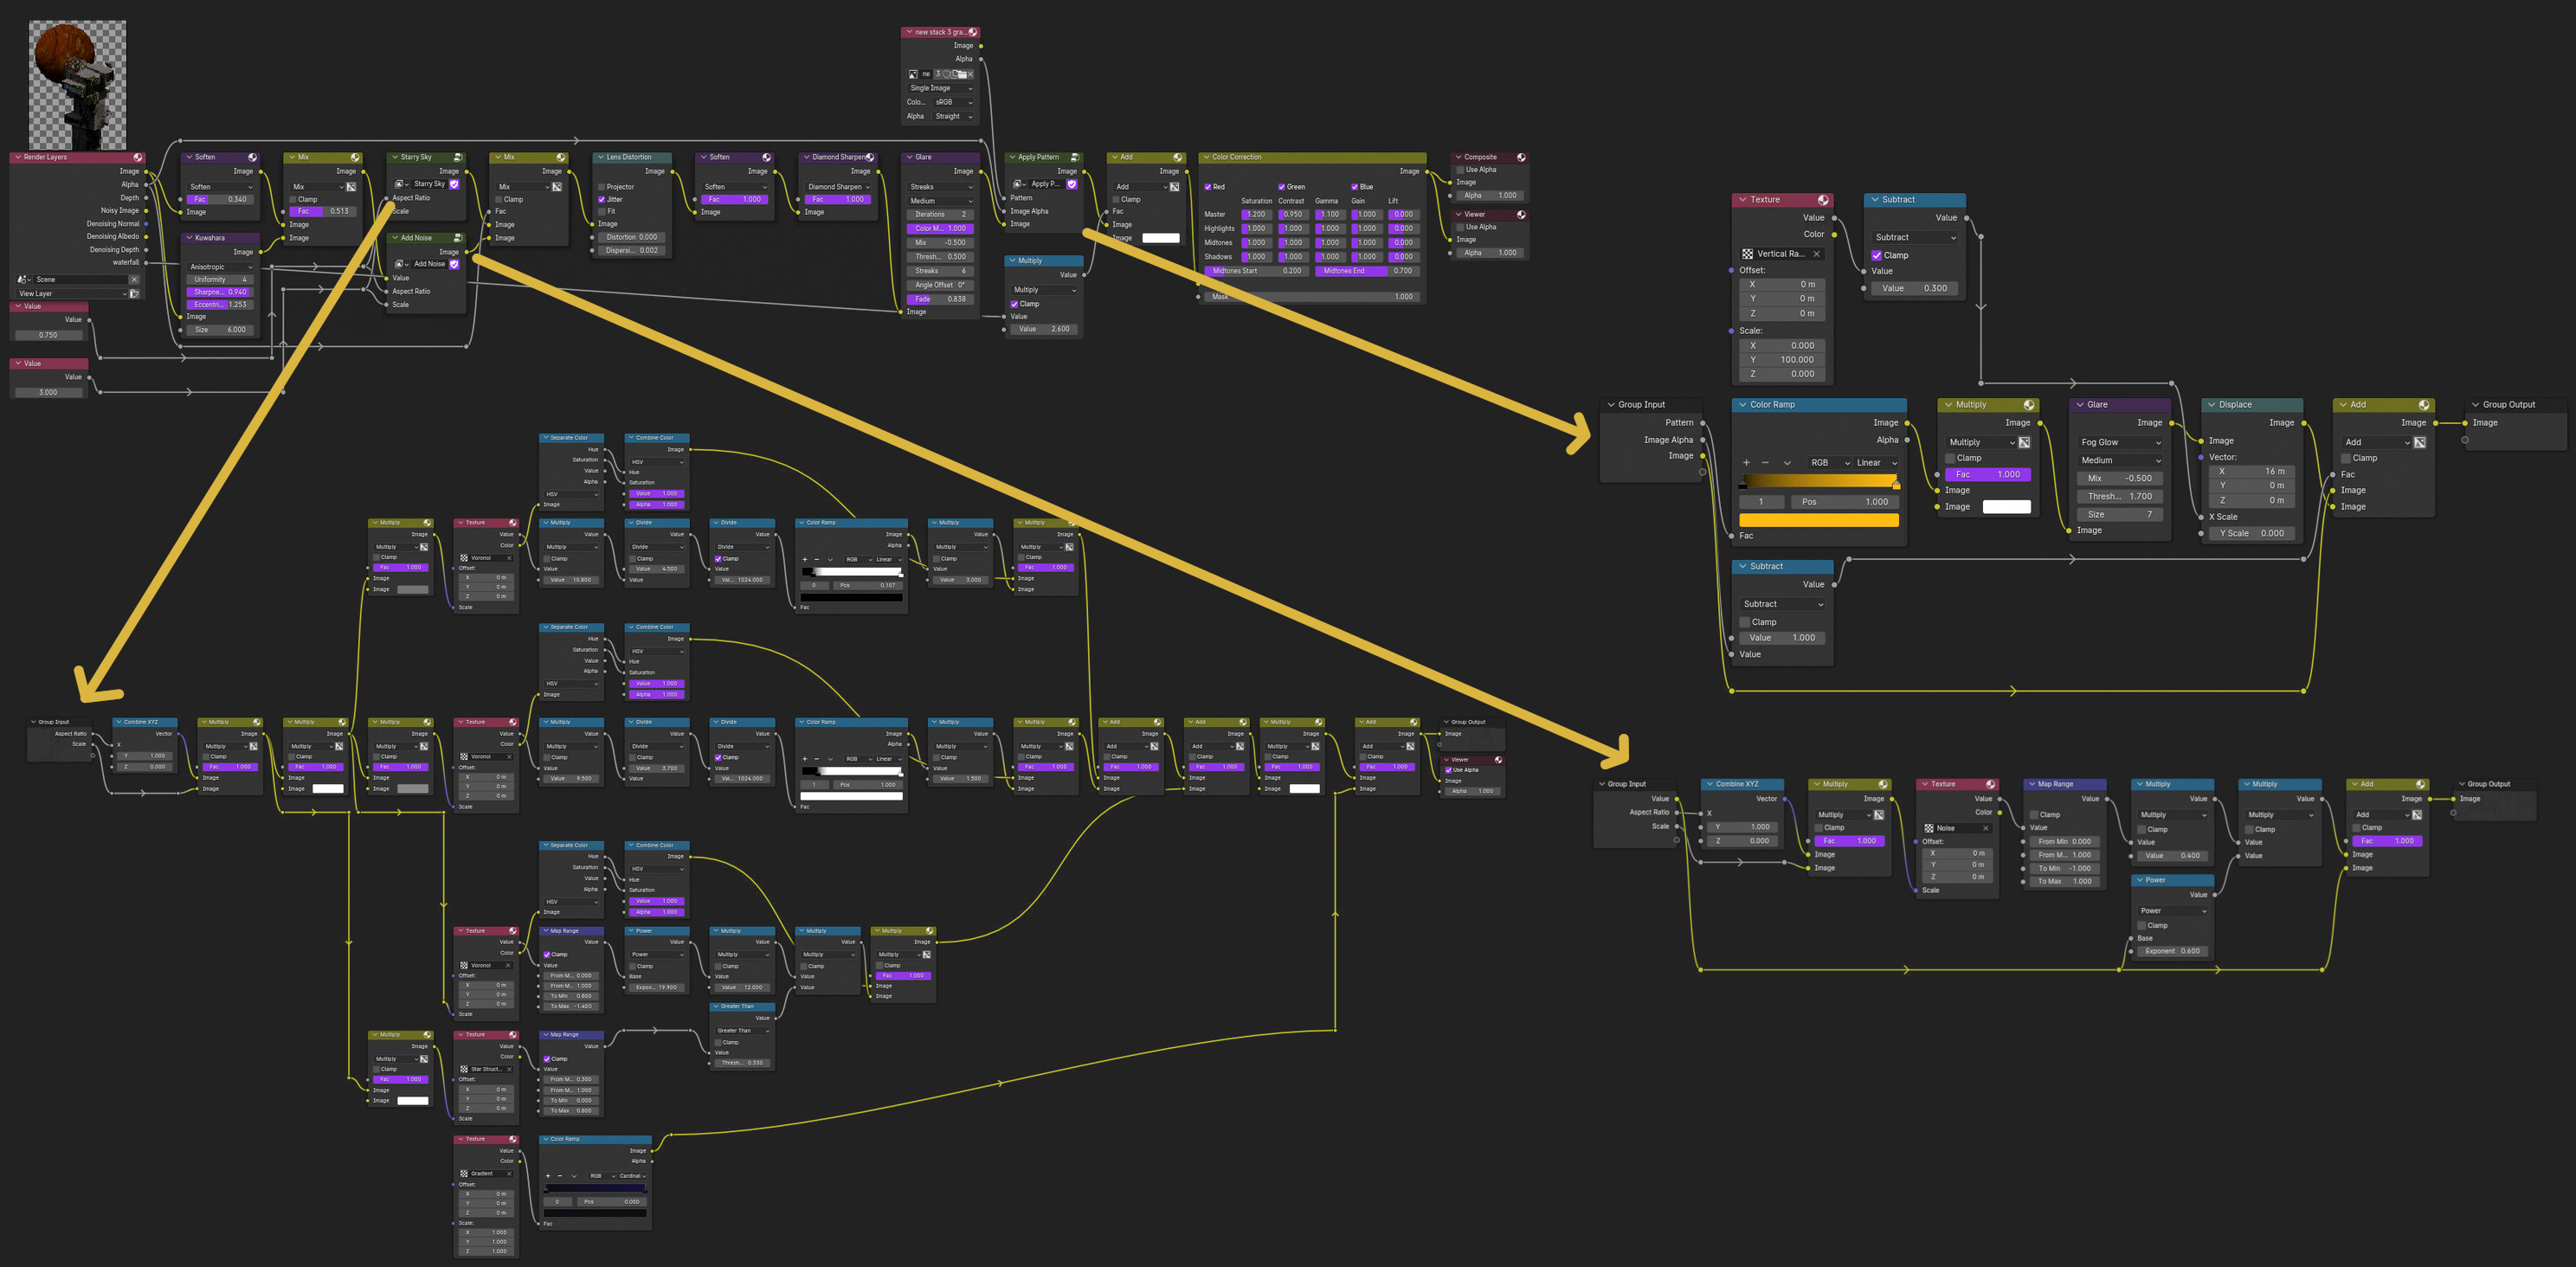 new stack 3 gra...
Image
Alpha
ne
3
Single Image
Colo...
sRGB
Alpha
Straight
Render Layers
Image
Alpha
Depth
Noisy Image
Denoising Normal
Denoising Albedo
Denoising Depth
waterfall
Scene
View Layer
Value
Value
0.750
Value
Value
3.000
Soften
Image
Soften
Fac 0.340
Image
Kuwahara
Image
Anisotropic
Uniformity 4
Sharpne... 0.940
Eccentri... 1.253
Image
Size 6.000
Mix
Image
Mix
Clamp
Fac 0.513
Image
Image
Starry Sky
Image
Starry Sky
Aspect Ratio
Scale
Add Noise
Image
Add Noise
Value
Aspect Ratio
Scale
Mix
Image
Mix
Clamp
Fac
Image
Image
Lens Distortion
Image
Projector
Jitter
Fit
Image
Distortion 0.000
Dispersi... 0.002
Soften
Image
Soften
Fac 1.000
Image
Diamond Sharpen
Image
Diamond Sharpen
Fac 1.000
Image
Glare
Image
Streaks
Medium
Iterations 2
Color M... 1.000
Mix -0.500
Thresh... 0.500
Streaks 6
Angle Offset 0°
Fade 0.838
Image
Apply Pattern
Image
Apply P...
Pattern
Image Alpha
Image
Multiply
Value
Multiply
Clamp
Value
Value 2.600
Add
Image
Add
Clamp
Fac
Image
Image
Color Correction
Image
Red
Green
Blue
Saturation Contrast Gamma Gain Lift
Master 1.200 0.950 1.100 1.000 0.000
Highlights 1.000 1.000 1.000 1.000 0.000
Midtones 1.000 1.000 1.000 1.000 0.000
Shadows 1.000 1.000 1.000 1.000 0.000
Midtones Start 0.200 Midtones End 0.700
Mask 1.000
Composite
Use Alpha
Image
Alpha 1.000
Viewer
Use Alpha
Image
Alpha 1.000
Texture
Value
Color
Vertical Ra...
Offset:
X 0 m
Y 0 m
Z 0 m
Scale:
X 0.000
Y 100.000
Z 0.000
Subtract
Value
Subtract
Clamp
Value
Value 0.300
Group Input
Pattern
Image Alpha
Image
Color Ramp
Image
Alpha
RGB
Linear
1
Pos 1.000
Fac
Subtract
Value
Subtract
Clamp
Value 1.000
Value
Multiply
Image
Multiply
Clamp
Fac 1.000
Image
Image
Glare
Image
Fog Glow
Medium
Mix -0.500
Thresh... 1.700
Size 7
Image
Displace
Image
Vector:
X 16 m
Y 0 m
Z 0 m
X Scale
Y Scale 0.000
Add
Image
Add
Clamp
Fac
Image
Image
Group Output
Image
Separate Color
Hue
Saturation
Value
Alpha
HSV
Image
Combine Color
Image
HSV
Hue
Saturation
Value 1.000
Alpha 1.000
Multiply
Image
Multiply
Clamp
Fac 1.000
Image
Image
Texture
Value
Color
Voronoi
Offset:
X 0 m
Y 0 m
Z 0 m
Scale
Multiply
Value
Multiply
Clamp
Value
Value 10.800
Divide
Value
Divide
Clamp
Value 4.500
Value
Divide
Value
Divide
Clamp
Value
Val... 1024.000
Color Ramp
Image
Alpha
RGB
Linear
0
Pos 0.107
Fac
Multiply
Value
Multiply
Clamp
Value
Value 3.000
Multiply
Image
Multiply
Clamp
Fac 1.000
Image
Image
Separate Color
Hue
Saturation
Value
Alpha
HSV
Image
Combine Color
Image
HSV
Hue
Saturation
Value 1.000
Alpha 1.000
Group Input
Aspect Ratio
Scale
Combine XYZ
Vector
X
Y 1.000
Z 0.000
Multiply
Image
Multiply
Clamp
Fac 1.000
Image
Image
Multiply
Image
Multiply
Clamp
Fac 1.000
Image
Image
Multiply
Image
Multiply
Clamp
Fac 1.000
Image
Image
Texture
Value
Color
Voronoi
Offset:
X 0 m
Y 0 m
Z 0 m
Scale
Multiply
Value
Multiply
Clamp
Value
Value 9.500
Divide
Value
Divide
Clamp
Value 3.700
Value
Divide
Value
Divide
Clamp
Value
Val... 1024.000
Color Ramp
Image
Alpha
RGB
Linear
1
Pos 1.000
Fac
Multiply
Value
Multiply
Clamp
Value
Value 1.500
Multiply
Image
Multiply
Clamp
Fac 1.000
Image
Image
Add
Image
Add
Clamp
Fac 1.000
Image
Image
Add
Image
Add
Clamp
Fac 1.000
Image
Image
Multiply
Image
Multiply
Clamp
Fac 1.000
Image
Image
Add
Image
Add
Clamp
Fac 1.000
Image
Image
Group Output
Image
Viewer
Use Alpha
Image
Alpha 1.000
Separate Color
Hue
Saturation
Value
Alpha
HSV
Image
Combine Color
Image
HSV
Hue
Saturation
Value 1.000
Alpha 1.000
Texture
Value
Color
Voronoi
Offset:
X 0 m
Y 0 m
Z 0 m
Scale
Map Range
Value
Clamp
Value
From M... 0.000
From M... 1.000
To Min 0.800
To Max -1.400
Power
Value
Power
Clamp
Base
Expon... 19.900
Multiply
Value
Multiply
Clamp
Value
Value 12.000
Multiply
Value
Multiply
Clamp
Value
Value
Multiply
Image
Multiply
Clamp
Fac 1.000
Image
Image
Greater Than
Value
Greater Than
Clamp
Value
Thresh... 0.330
Multiply
Image
Multiply
Clamp
Fac 1.000
Image
Image
Texture
Value
Color
Star Struct...
Offset:
X 0 m
Y 0 m
Z 0 m
Scale
Map Range
Value
Clamp
Value
From M... 0.300
From M... 1.000
To Min 0.000
To Max 0.800
Texture
Value
Color
Gradient
Offset:
X 0 m
Y 0 m
Z 0 m
Scale:
X 1.000
Y 1.000
Z 1.000
Color Ramp
Image
Alpha
RGB
Cardinal
0
Pos 0.000
Fac
Group Input
Value
Aspect Ratio
Scale
Combine XYZ
Vector
X
Y 1.000
Z 0.000
Multiply
Image
Multiply
Clamp
Fac 1.000
Image
Image
Texture
Value
Color
Noise
Offset:
X 0 m
Y 0 m
Z 0 m
Scale
Map Range
Value
Clamp
Value
From Min 0.000
From M... 1.000
To Min -1.000
To Max 1.000
Multiply
Value
Multiply
Clamp
Value
Value 0.400
Power
Value
Power
Clamp
Base
Exponent 0.600
Multiply
Value
Multiply
Clamp
Value
Value
Add
Image
Add
Clamp
Fac 1.000
Image
Image
Group Output
Image